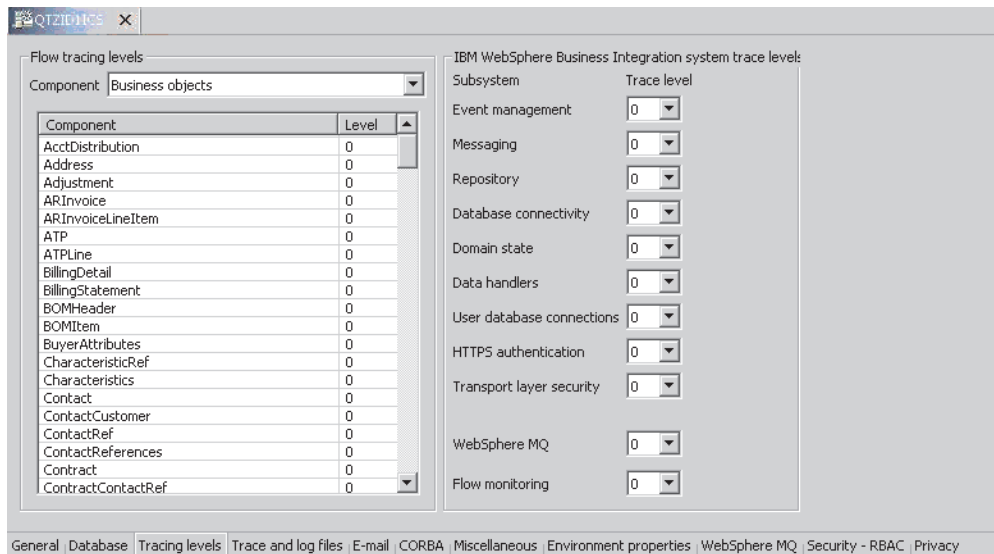 Flow tracing levels
Component Business objects
Component Level
AcctDistribution 0
Address 0
Adjustment 0
ARInvoice 0
ARInvoiceLineItem 0
ATP 0
ATPLine 0
BillingDetail 0
BillingStatement 0
BOMHeader 0
BOMItem 0
BuyerAttributes 0
CharacteristicRef 0
Characteristics 0
Contact 0
ContactCustomer 0
ContactRef 0
ContactReferences 0
Contract 0
ContractContactRef 0
IBM WebSphere Business Integration system trace levels
Subsystem Trace level
Event management 0
Messaging 0
Repository 0
Database connectivity 0
Domain state 0
Data handlers 0
User database connections 0
HTTPS authentication 0
Transport layer security 0
WebSphere MQ 0
Flow monitoring 0
General Database Tracing levels Trace and log files E-mail CORBA Miscellaneous Environment properties WebSphere MQ Security - RBAC Privacy